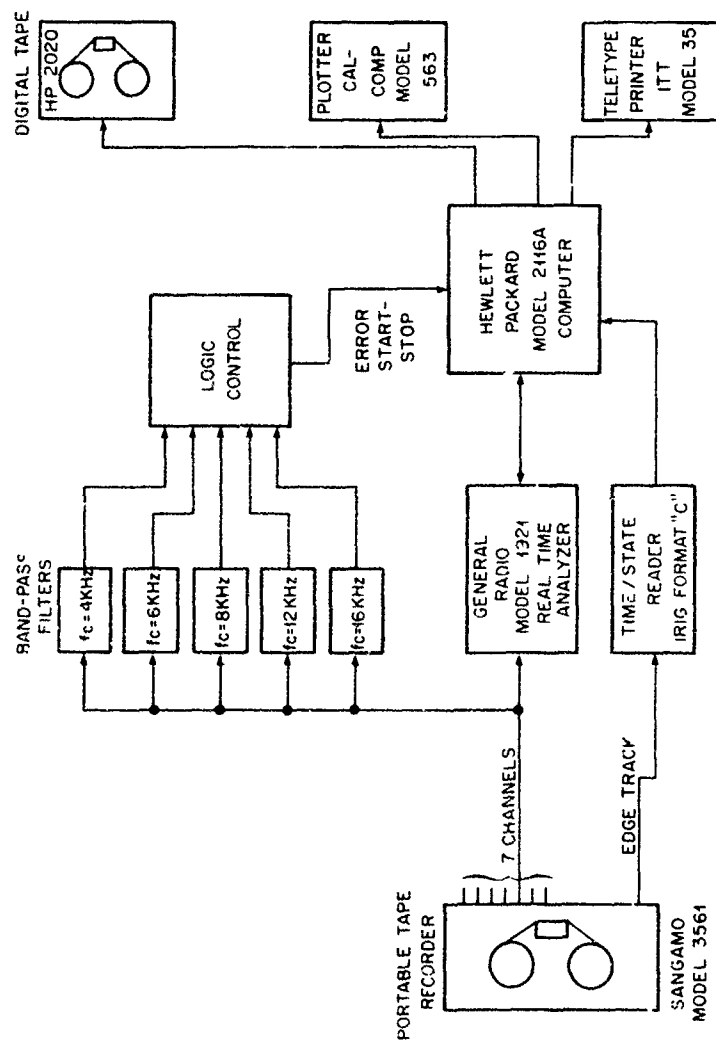 PORTABLE TAPE
RECORDER
SANGAMO
MODEL 3561
7 CHANNELS
EDGE TRACK
BAND-PASS
FILTERS
fc=4KHz
fc=6KHz
fc=8KHz
fc=12KHz
fc=16KHz
GENERAL
RADIO
MODEL 1921
REAL TIME
ANALYZER
TIME/STATE
READER
IRIG FORMAT "C"
LOGIC
CONTROL
ERROR
START-
STOP
HEWLETT
PACKARD
MODEL 2116A
COMPUTER
DIGITAL TAPE
HP 2020
PLOTTER
CAL-
COMP
MODEL
563
TELETYPE
PRINTER
ITT
MODEL 35